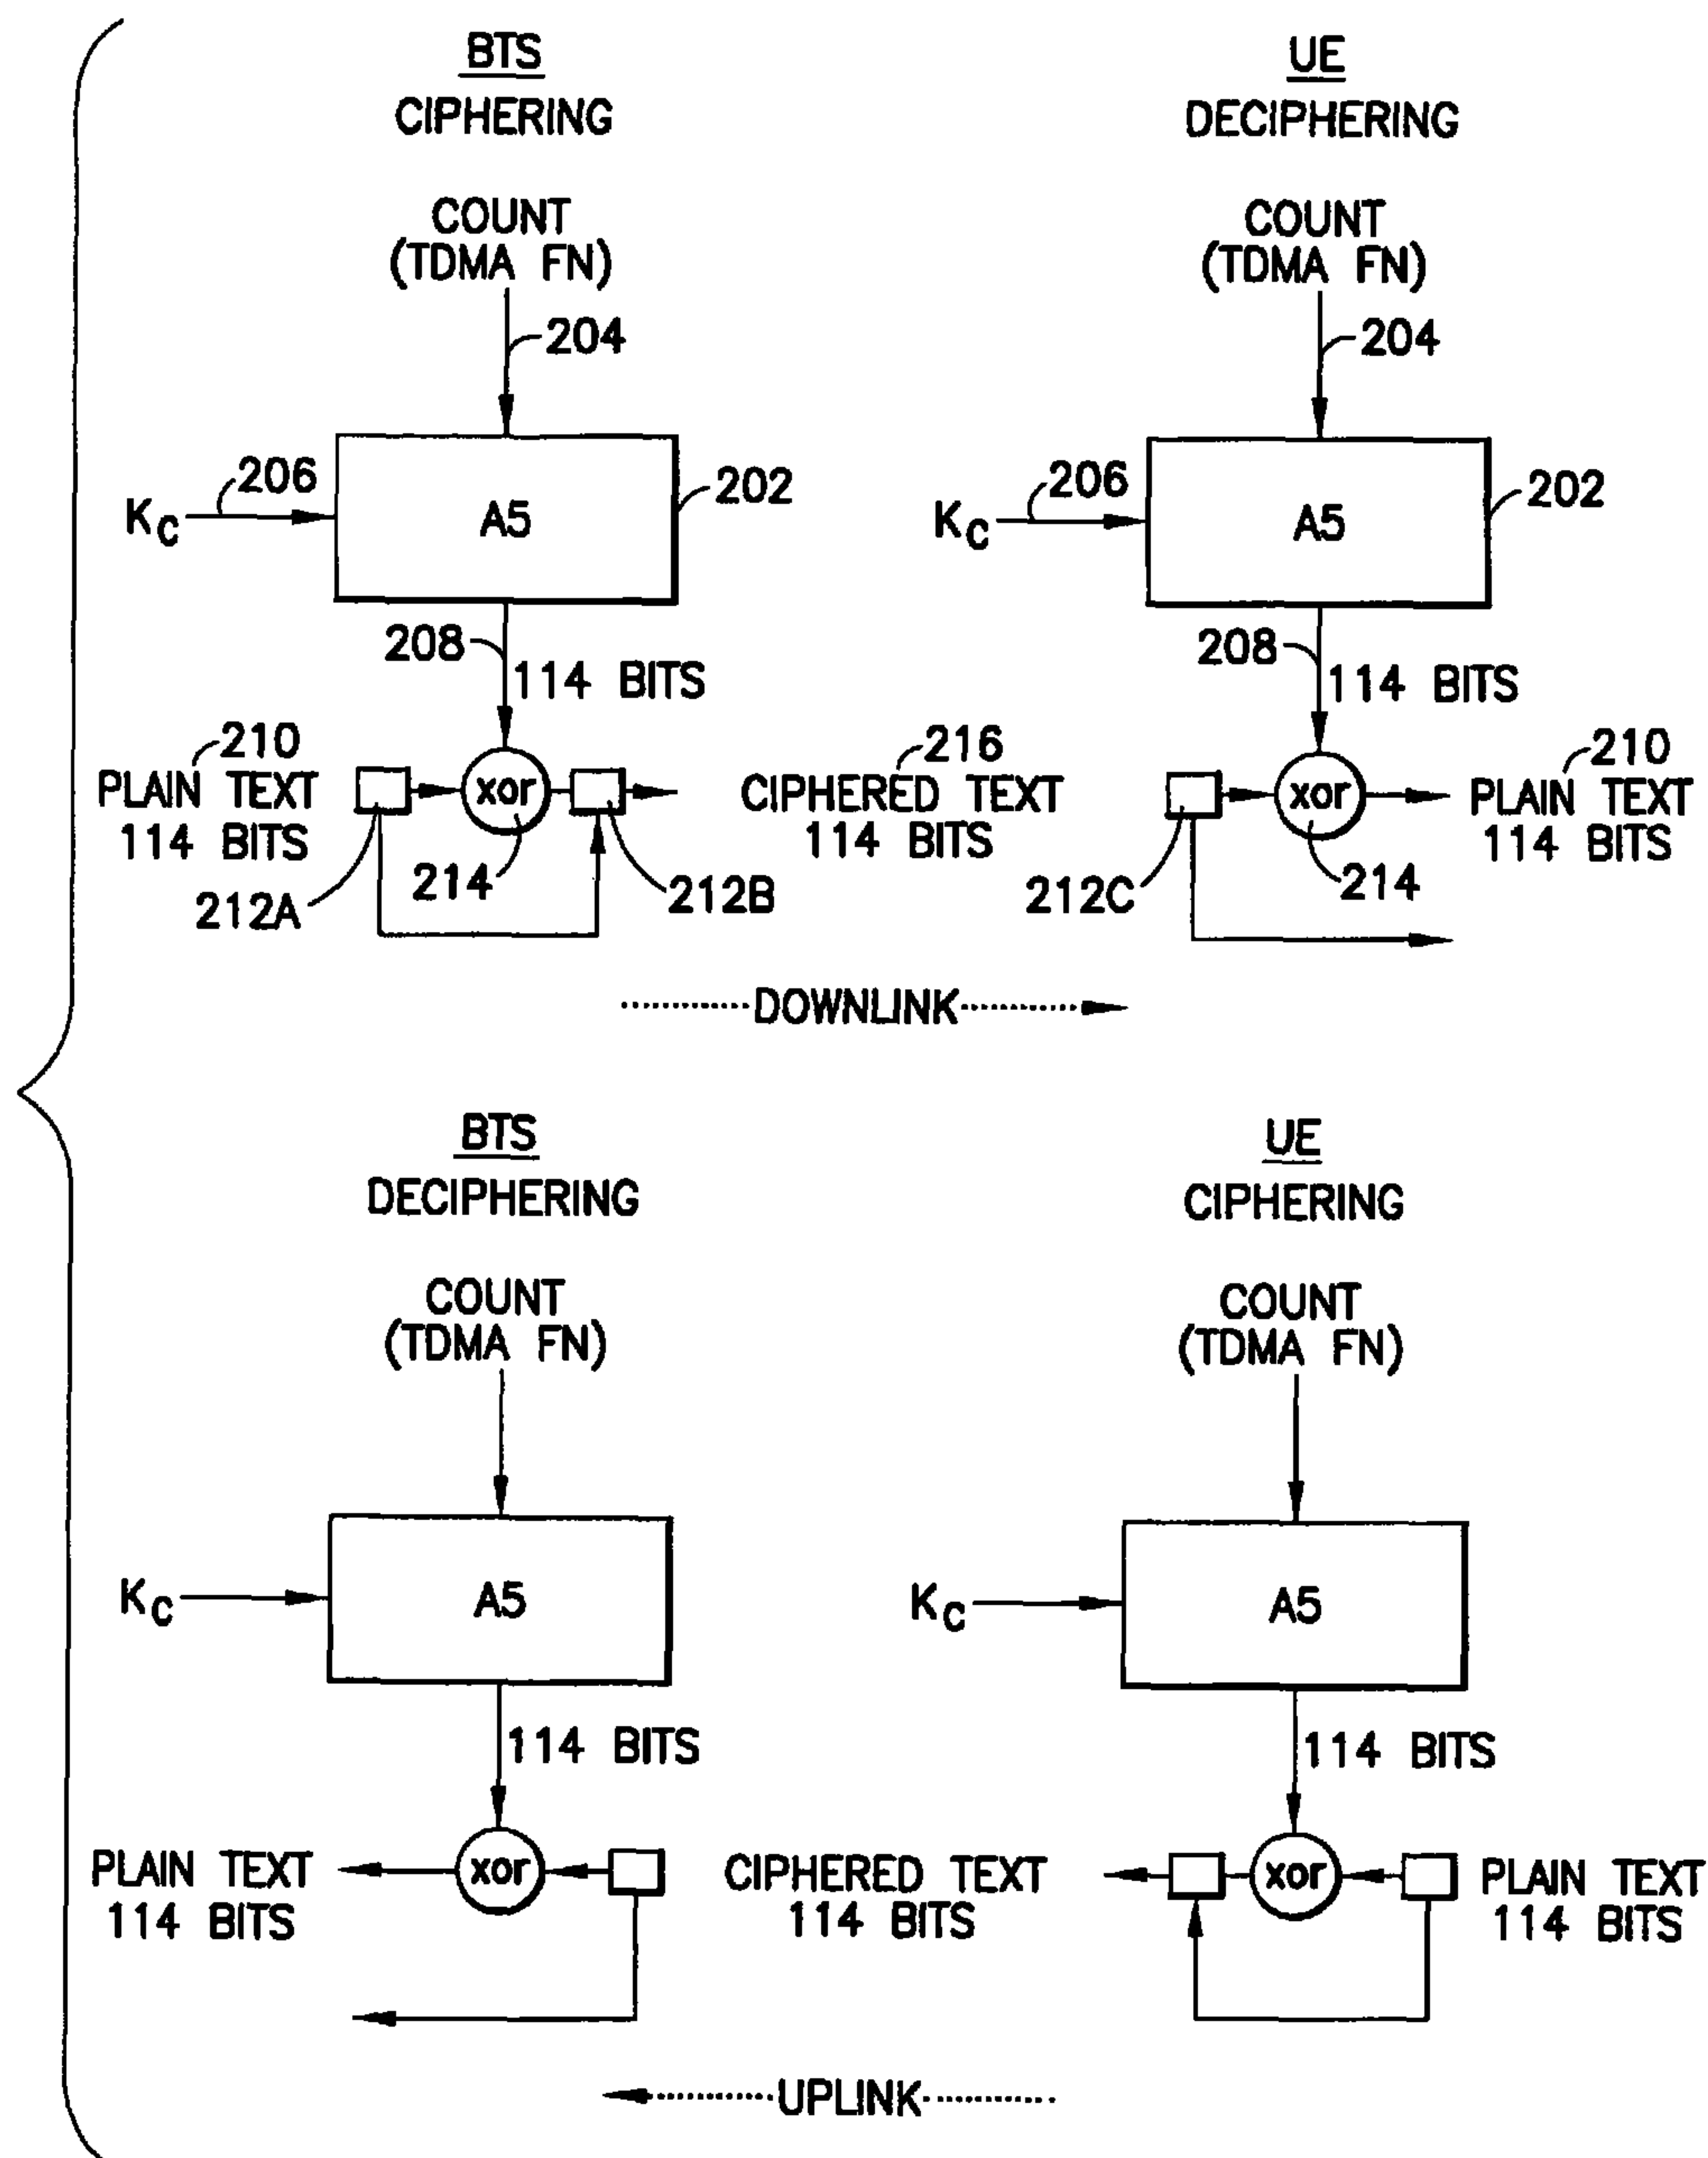 BTS
CIPHERING
UE
DECIPHERING
COUNT
(TDMA FN)
204
COUNT
(TDMA FN)
204
206
K_C
A5
202
206
K_C
A5
202
208
114 BITS
208
114 BITS
210
PLAIN TEXT
114 BITS
xor
216
CIPHERED TEXT
114 BITS
xor
210
PLAIN TEXT
114 BITS
212A
214
212B
212C
214
DOWNLINK
BTS
DECIPHERING
UE
CIPHERING
COUNT
(TDMA FN)
COUNT
(TDMA FN)
K_C
A5
K_C
A5
114 BITS
114 BITS
PLAIN TEXT
114 BITS
xor
CIPHERED TEXT
114 BITS
xor
PLAIN TEXT
114 BITS
UPLINK